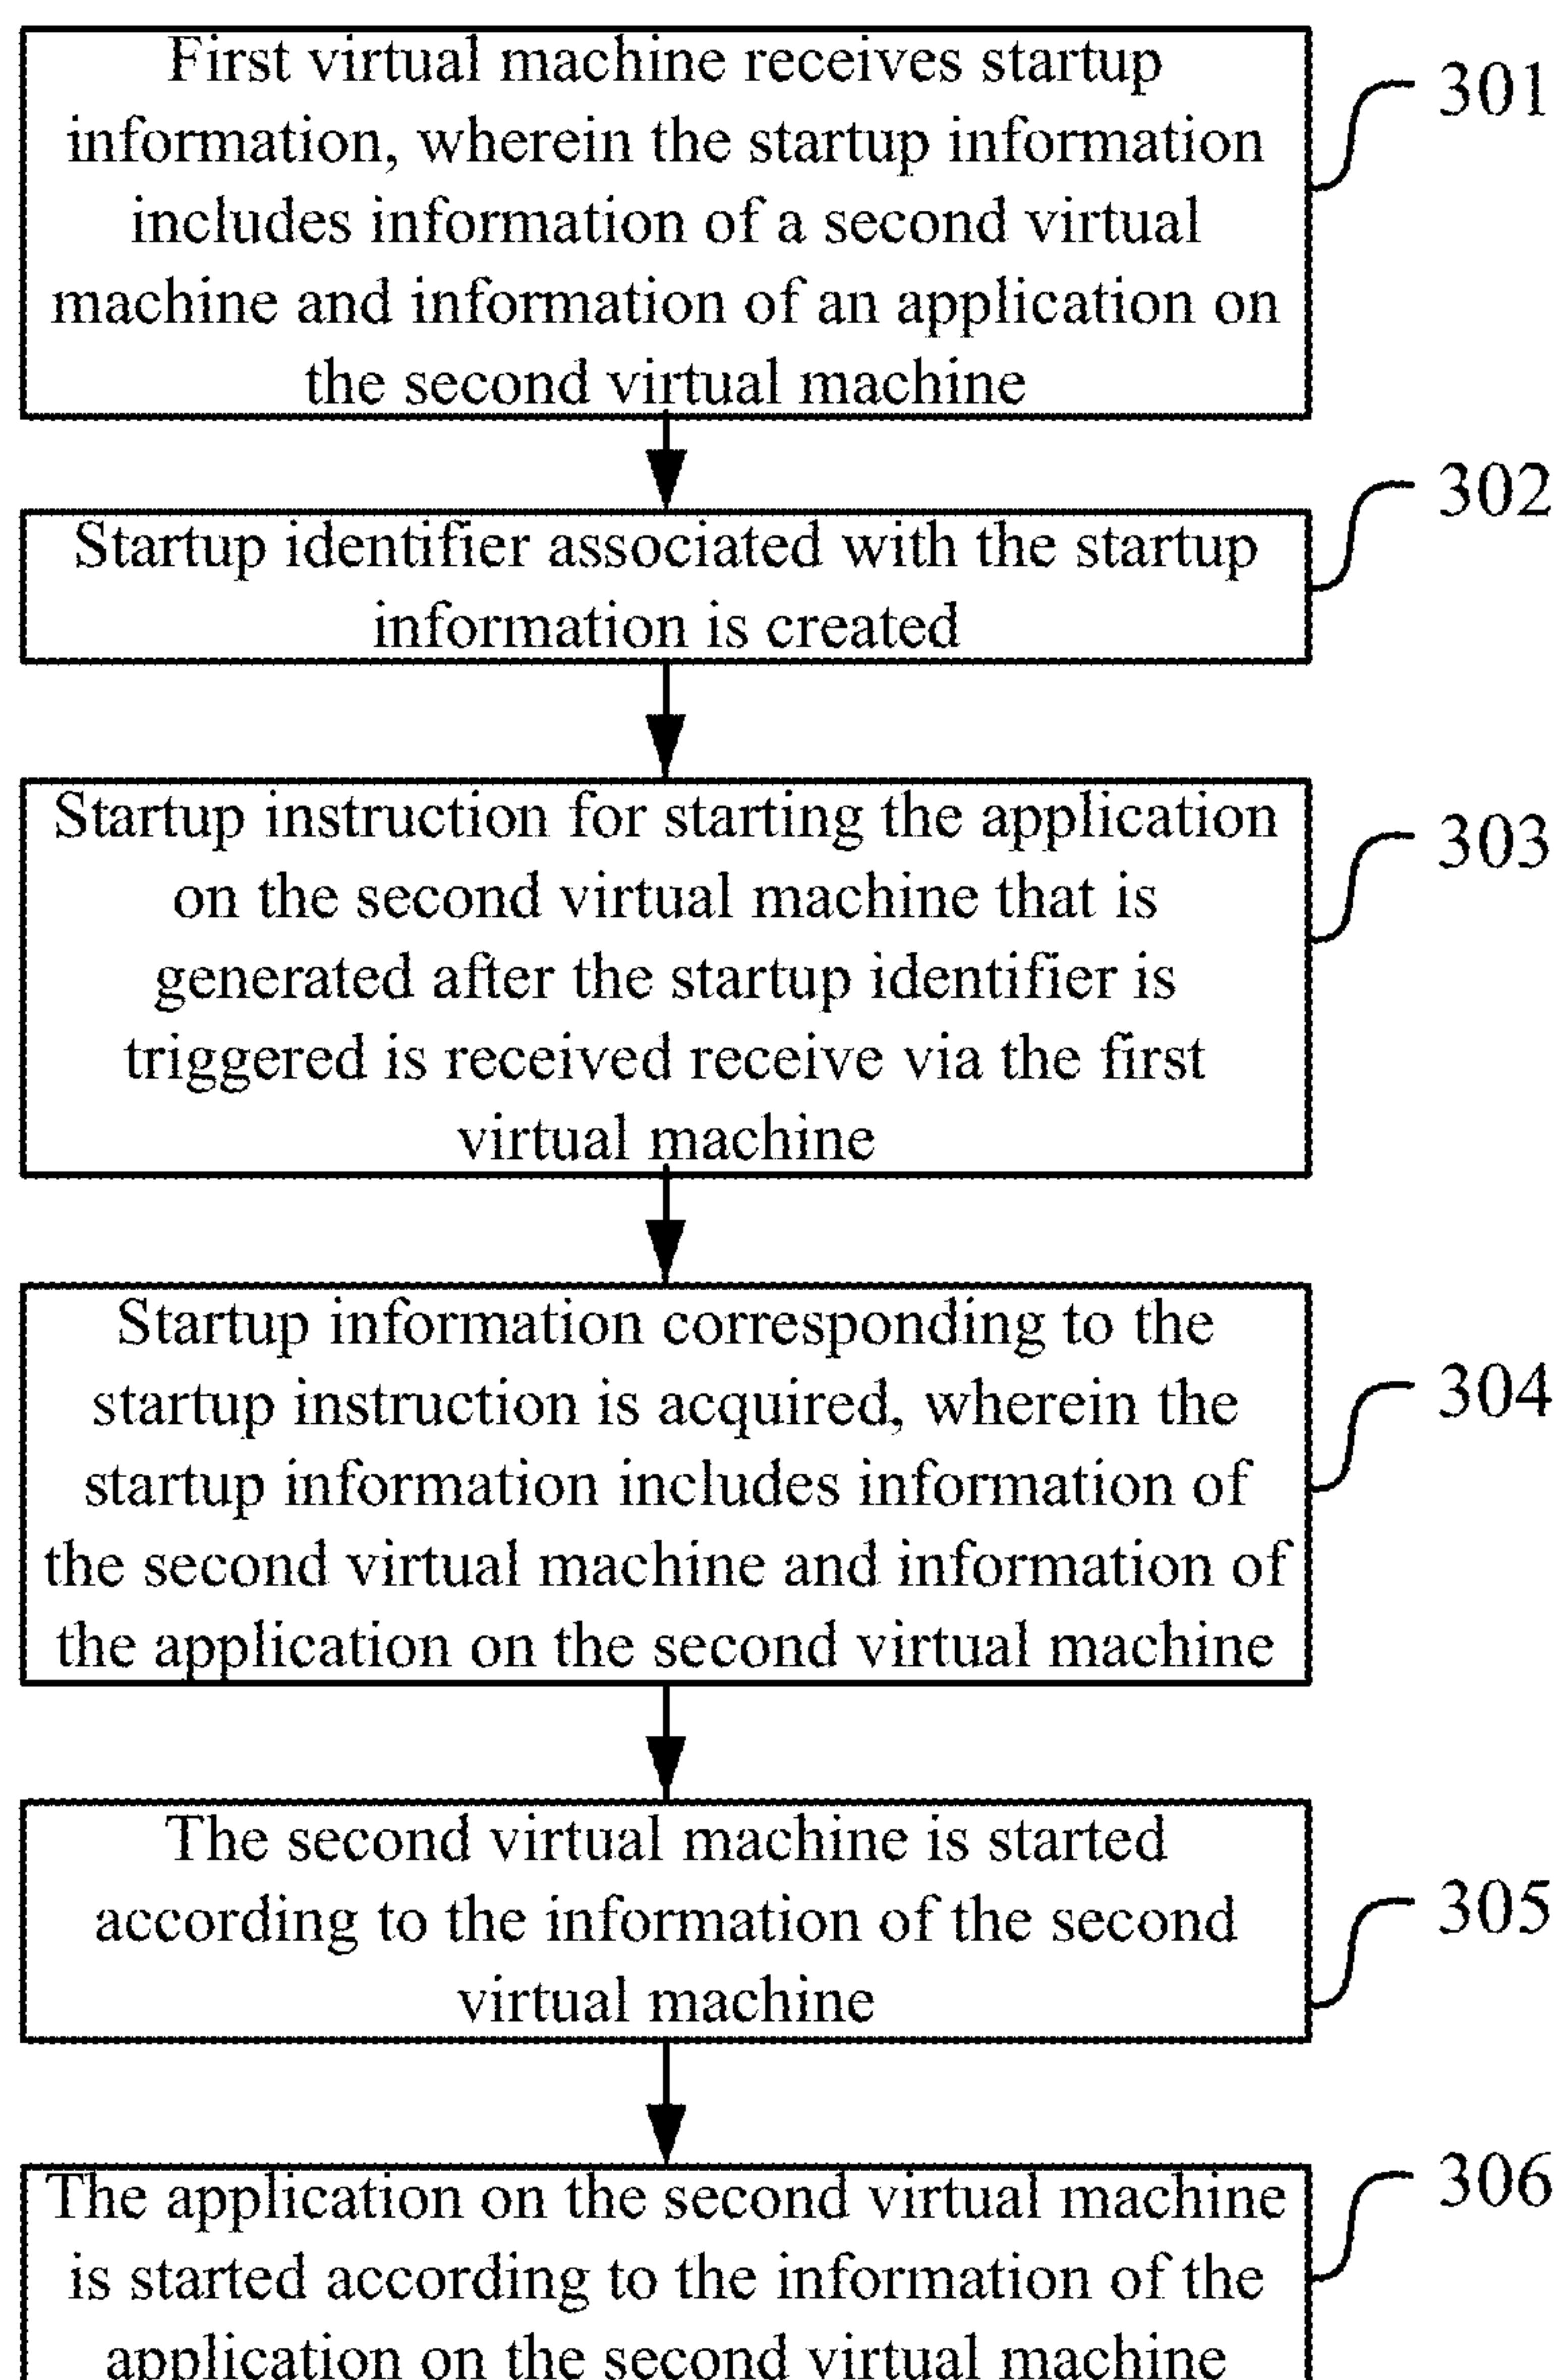 First virtual machine receives startup
information, wherein the startup information
includes information of a second virtual
machine and information of an application on
the second virtual machine
301
Startup identifier associated with the startup
information is created
302
Startup instruction for starting the application
on the second virtual machine that is
generated after the startup identifier is
triggered is received receive via the first
virtual machine
303
Startup information corresponding to the
startup instruction is acquired, wherein the
startup information includes information of
the second virtual machine and information of
the application on the second virtual machine
304
The second virtual machine is started
according to the information of the second
virtual machine
305
The application on the second virtual machine
is started according to the information of the
application on the second virtual machine
306